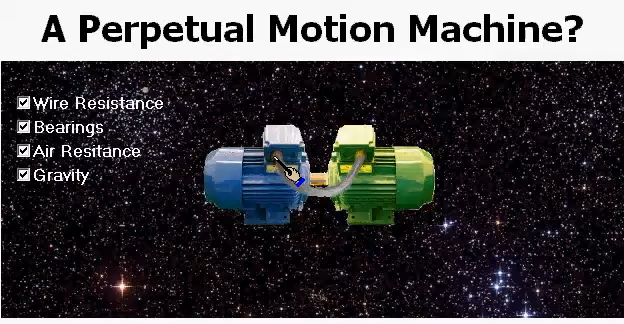 A Perpetual Motion Machine?
Wire Resistance
Bearings
Air Resitance
Gravity